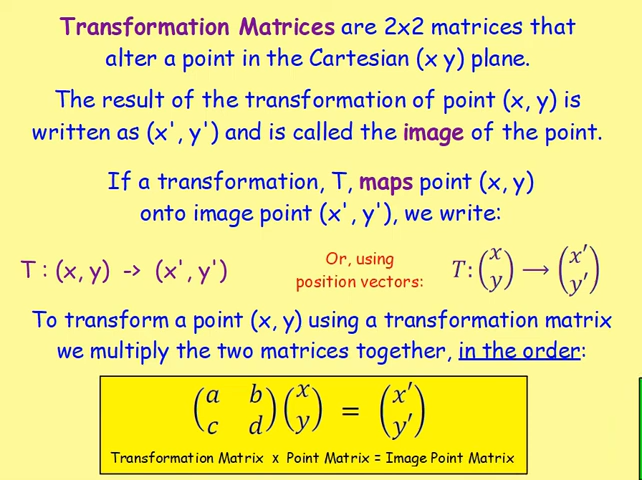 Transformation Matrices are 2x2 matrices that
alter a point in the Cartesian (x y) plane.
The result of the transformation of point (x, y) is
written as (x', y') and is called the image of the point.
If a transformation, T, maps point (x, y)
onto image point (x', y'), we write:
T : (x, y) -> (x', y')
Or, using
position vectors:
T: (x y) ⟶ (x′ y′)
To transform a point (x, y) using a transformation matrix
we multiply the two matrices together, in the order:
(a b c d) (x y) = (x′ y′)
Transformation Matrix x Point Matrix = Image Point Matrix